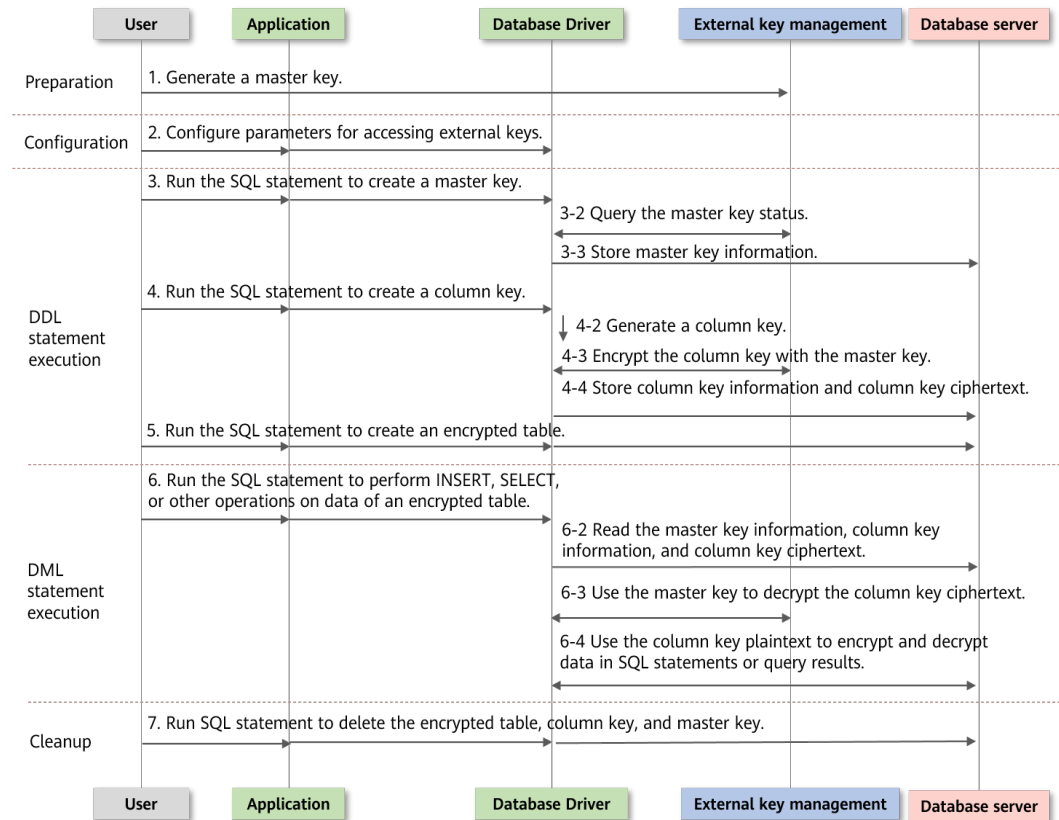 User
Application
Database Driver
External key management
Database server
Preparation
1. Generate a master key.
Configuration
2. Configure parameters for accessing external keys.
3. Run the SQL statement to create a master key.
3-2 Query the master key status.
3-3 Store master key information.
4. Run the SQL statement to create a column key.
DDL
statement
execution
4-2 Generate a column key.
4-3 Encrypt the column key with the master key.
4-4 Store column key information and column key ciphertext.
5. Run the SQL statement to create an encrypted table.
6. Run the SQL statement to perform INSERT, SELECT,
or other operations on data of an encrypted table.
6-2 Read the master key information, column key
information, and column key ciphertext.
DML
statement
execution
6-3 Use the master key to decrypt the column key ciphertext.
6-4 Use the column key plaintext to encrypt and decrypt
data in SQL statements or query results.
7. Run SQL statement to delete the encrypted table, column key, and master key.
Cleanup
User
Application
Database Driver
External key management
Database server